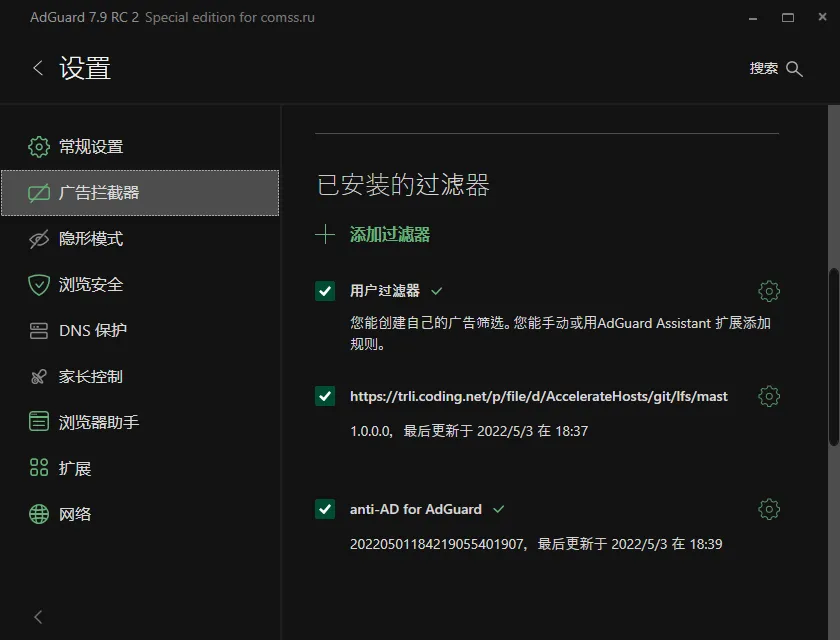 AdGuard 7.9 RC 2 Special edition for comss.ru
设置
搜索
常规设置
广告拦截器
隐形模式
浏览安全
DNS 保护
家长控制
浏览器助手
扩展
网络
已安装的过滤器
添加过滤器
用户过滤器
您能创建自己的广告筛选。您能手动或用AdGuard Assistant 扩展添加
规则。
https://trli.coding.net/p/file/d/AccelerateHosts/git/lfs/mast
1.0.0.0，最后更新于 2022/5/3 在 18:37
anti-AD for AdGuard
20220501184219055401907，最后更新于 2022/5/3 在 18:39